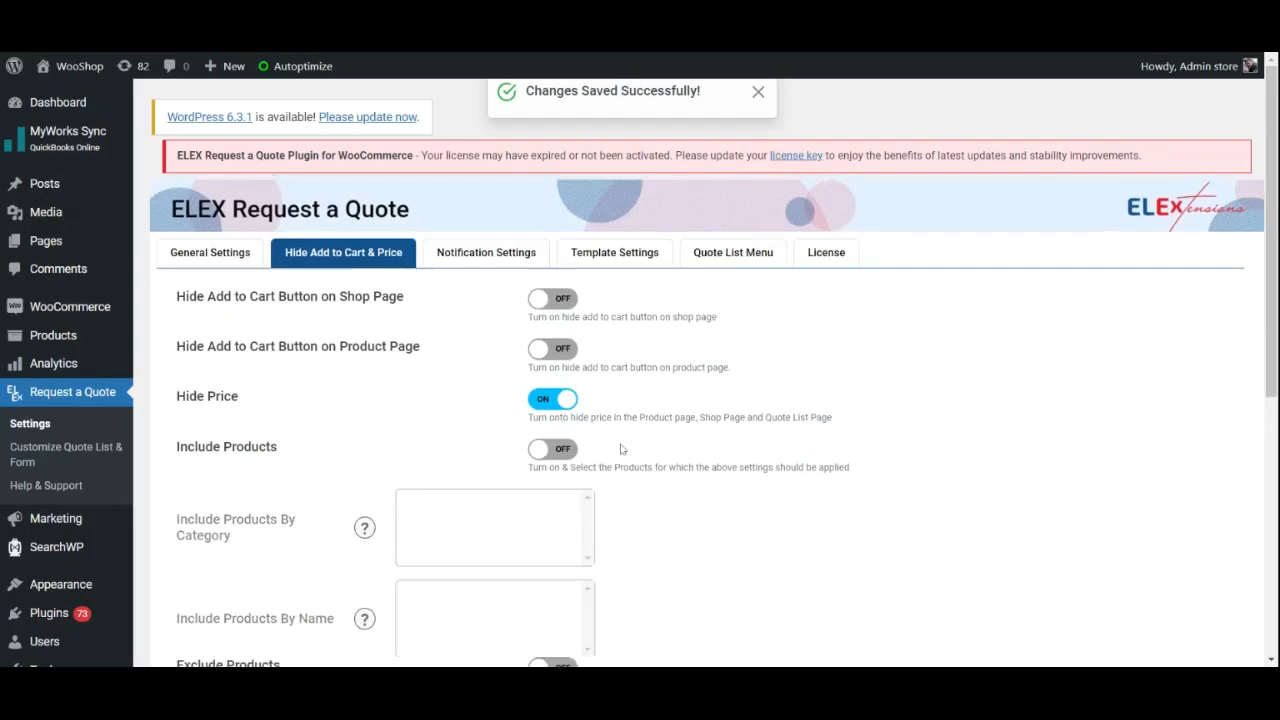 WooShop 82 0 New Autoptimize Howdy, Admin store
Changes Saved Successfully!
Dashboard
MyWorks Sync
QuickBooks Online
Posts
Media
Pages
Comments
Woo WooCommerce
Products
Analytics
EL Ex Request a Quote
Settings
Customize Quote List &
Form
Help & Support
Marketing
SearchWP
Appearance
Plugins 73
Users
WordPress 6.3.1 is available! Please update now.
ELEX Request a Quote Plugin for WooCommerce - Your license may have expired or not been activated. Please update your license key to enjoy the benefits of latest updates and stability improvements.
ELEX Request a Quote
ELEXtensions
General Settings Hide Add to Cart & Price Notification Settings Template Settings Quote List Menu License
Hide Add to Cart Button on Shop Page OFF
Turn on hide add to cart button on shop page
Hide Add to Cart Button on Product Page OFF
Turn on hide add to cart button on product page.
Hide Price ON
Turn onto hide price in the Product page, Shop Page and Quote List Page
Include Products OFF
Turn on & Select the Products for which the above settings should be applied
Include Products By
Category ?
Include Products By Name ?
Exclude Products OFF